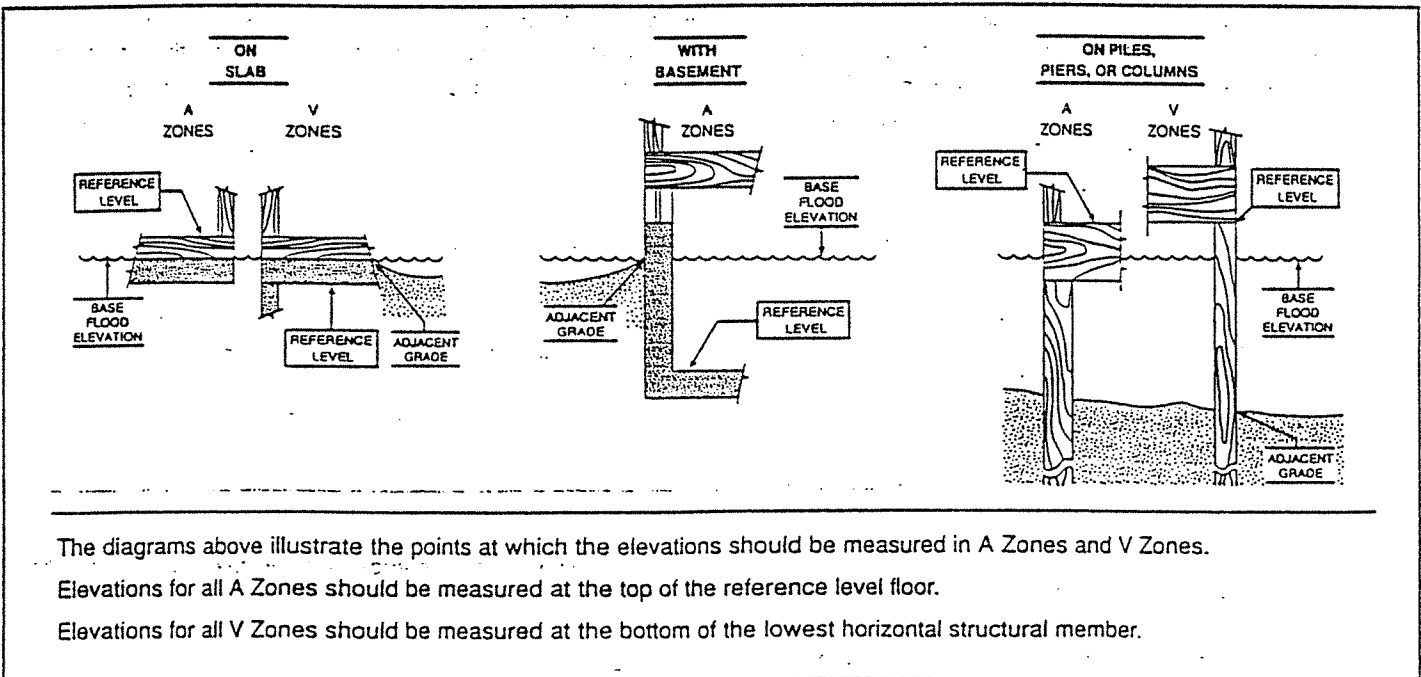 ON
SLAB
A
ZONES
V
ZONES
REFERENCE
LEVEL
BASE
FLOOD
ELEVATION
REFERENCE
LEVEL
ADJACENT
GRADE
WITH
BASEMENT
A
ZONES
BASE
FLOOD
ELEVATION
ADJACENT
GRADE
REFERENCE
LEVEL
ON PILES,
PIERS, OR COLUMNS
A
ZONES
V
ZONES
REFERENCE
LEVEL
REFERENCE
LEVEL
BASE
FLOOD
ELEVATION
ADJACENT
GRADE
The diagrams above illustrate the points at which the elevations should be measured in A Zones and V Zones.
Elevations for all A Zones should be measured at the top of the reference level floor.
Elevations for all V Zones should be measured at the bottom of the lowest horizontal structural member.